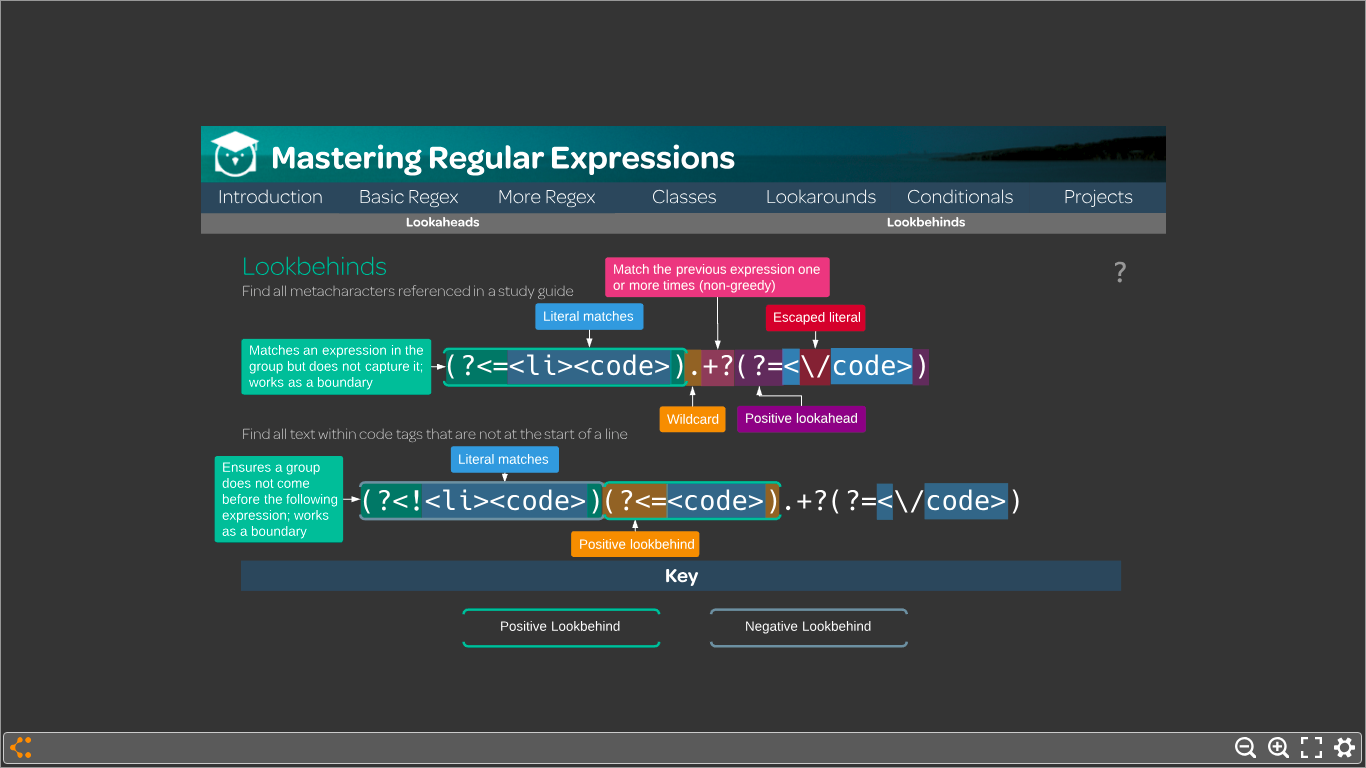 Mastering Regular Expressions
Introduction Basic Regex More Regex Classes Lookarounds Conditionals Projects
Lookaheads Lookbehinds
Lookbehinds
?
Find all metacharacters referenced in a study guide
Match the previous expression one
or more times (non-greedy)
Literal matches
Escaped literal
Matches an expression in the
group but does not capture it;
works as a boundary
(?<=<li><code>).+?(?=<\/code>)
Wildcard
Positive lookahead
Find all text within code tags that are not at the start of a line
Literal matches
Ensures a group
does not come
before the following
expression; works
as a boundary
(?<!<li><code>)(?<=<code>).+?(?=<\/code>)
Positive lookbehind
Key
Positive Lookbehind
Negative Lookbehind